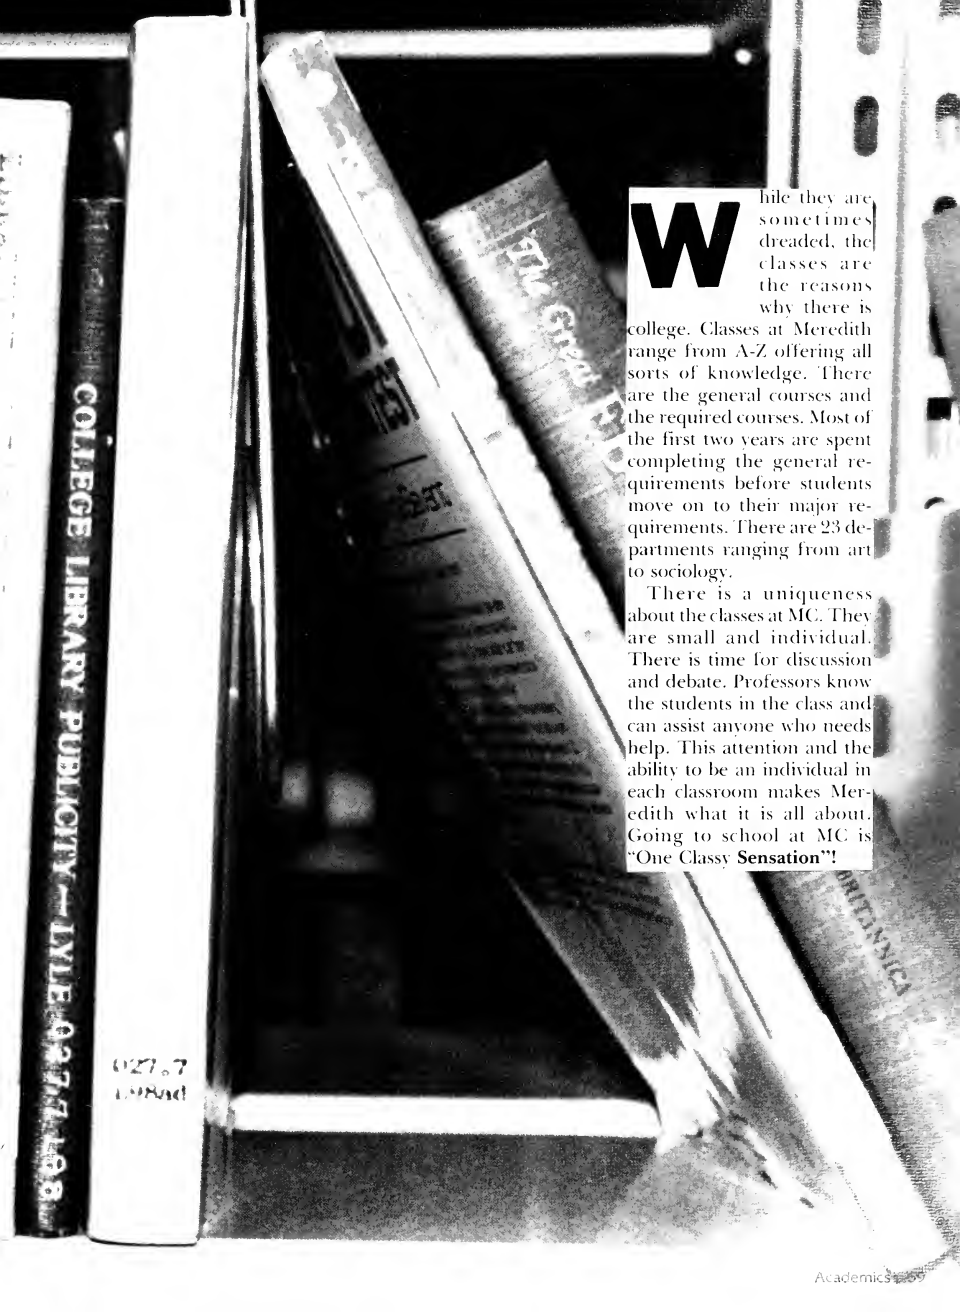 COLLEGE LIBRARY PUBLICITY — LYLE 027.7 L98
027.7
L98ad
The Great
While they are
sometimes
dreaded, the
classes are
the reasons
why there is
college. Classes at Meredith
range from A-Z offering all
sorts of knowledge. There
are the general courses and
the required courses. Most of
the first two years are spent
completing the general re-
quirements before students
move on to their major re-
quirements. There are 23 de-
partments ranging from art
to sociology.
There is a uniqueness
about the classes at MC. They
are small and individual.
There is time for discussion
and debate. Professors know
the students in the class and
can assist anyone who needs
help. This attention and the
ability to be an individual in
each classroom makes Mer-
edith what it is all about.
Going to school at MC is
“One Classy Sensation”!
BRITANNICA
Academics